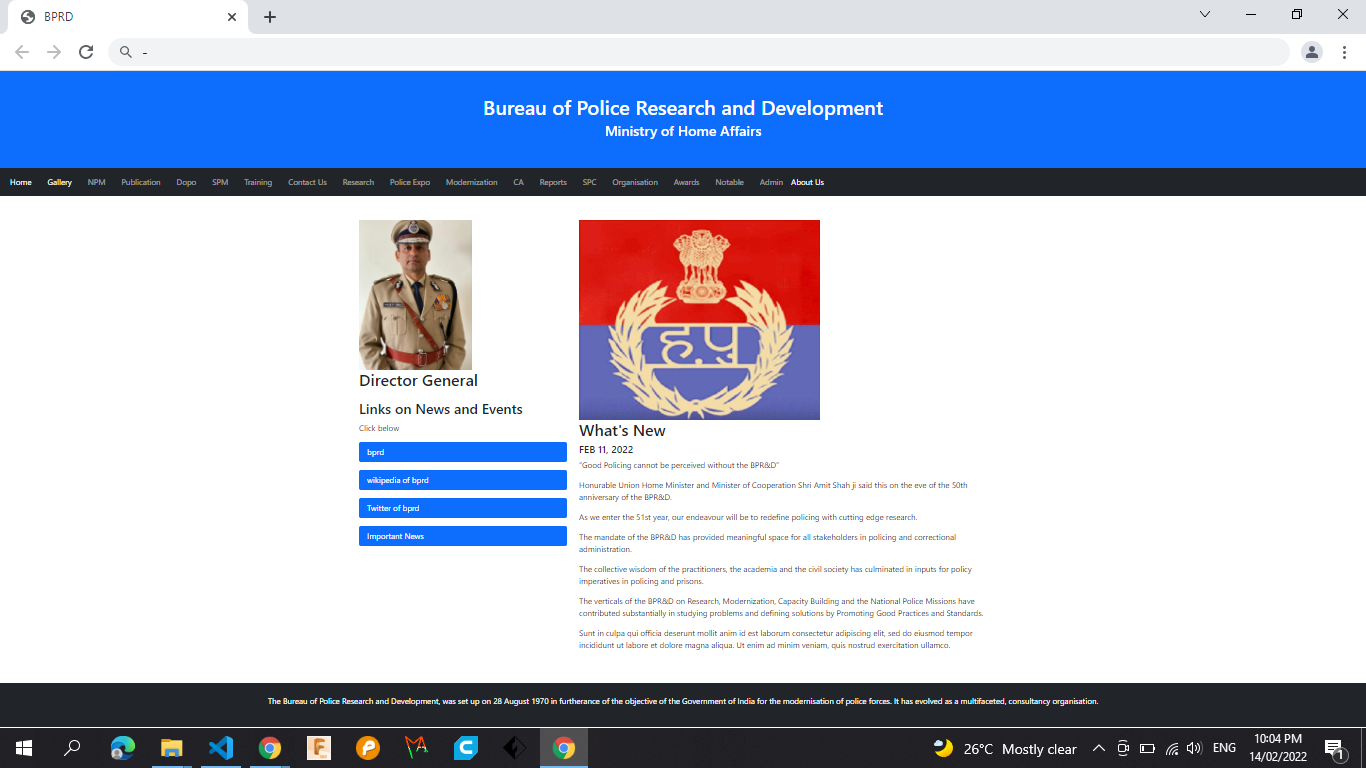 BPRD
-
Bureau of Police Research and Development
Ministry of Home Affairs
Home Gallery NPM Publication Dopo SPM Training Contact Us Research Police Expo Modernization CA Reports SPC Organisation Awards Notable Admin About Us
ह.पु
Director General
Links on News and Events
Click below
bprd
wikipedia of bprd
Twitter of bprd
Important News
What's New
FEB 11, 2022
"Good Policing cannot be perceived without the BPR&D"
Honurable Union Home Minister and Minister of Cooperation Shri Amit Shah ji said this on the eve of the 50th
anniversary of the BPR&D.
As we enter the 51st year, our endeavour will be to redefine policing with cutting edge research.
The mandate of the BPR&D has provided meaningful space for all stakeholders in policing and correctional
administration.
The collective wisdom of the practitioners, the academia and the civil society has culminated in inputs for policy
imperatives in policing and prisons.
The verticals of the BPR&D on Research, Modernization, Capacity Building and the National Police Missions have
contributed substantially in studying problems and defining solutions by Promoting Good Practices and Standards.
Sunt in culpa qui officia deserunt mollit anim id est laborum consectetur adipiscing elit, sed do eiusmod tempor
incididunt ut labore et dolore magna aliqua. Ut enim ad minim veniam, quis nostrud exercitation ullamco.
The Bureau of Police Research and Development, was set up on 28 August 1970 in furtherance of the objective of the Government of India for the modernisation of police forces. It has evolved as a multifaceted, consultancy organisation.
26°C Mostly clear ENG
10:04 PM
14/02/2022
1